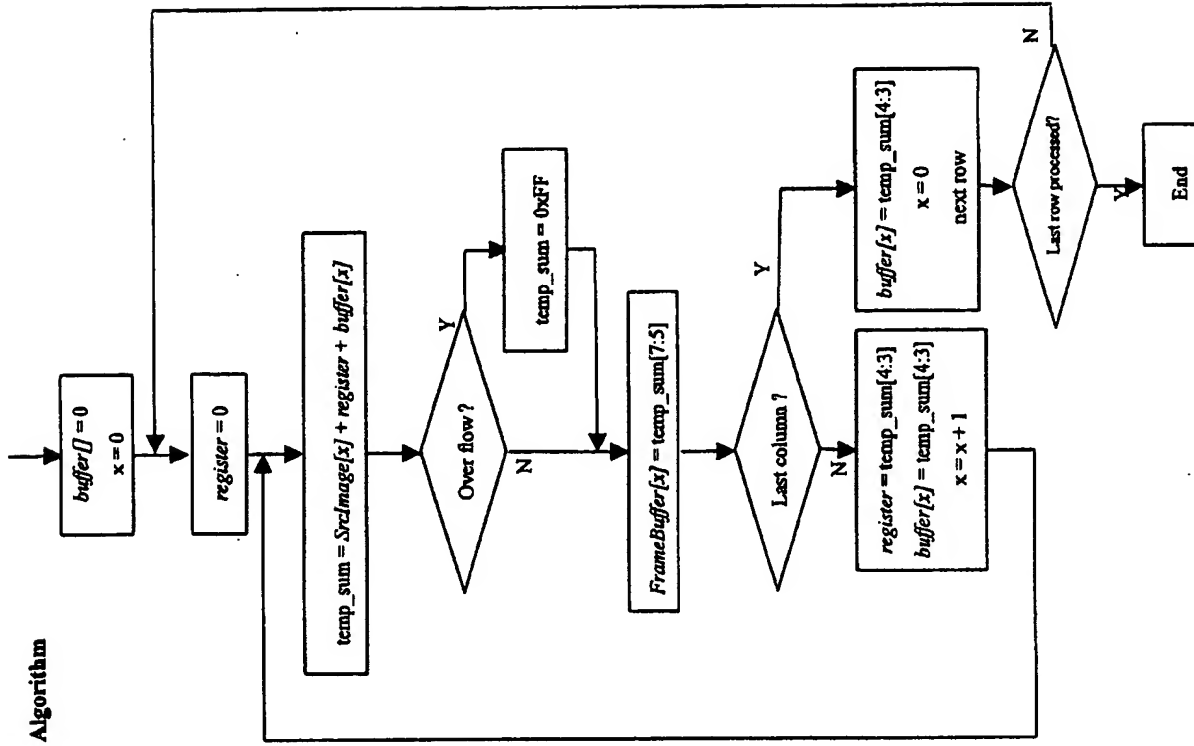 Algorithm
buffer[] = 0
x = 0
register = 0
temp_sum = SrcImage[x] + register + buffer[x]
Over flow ?
Y
temp_sum = 0xFF
N
FrameBuffer[x] = temp_sum[7:5]
Last column ?
Y
N
register = temp_sum[4:3]
buffer[x] = temp_sum[4:3]
x = x + 1
buffer[x] = temp_sum[4:3]
x = 0
next row
Last row processed?
N
Y
End